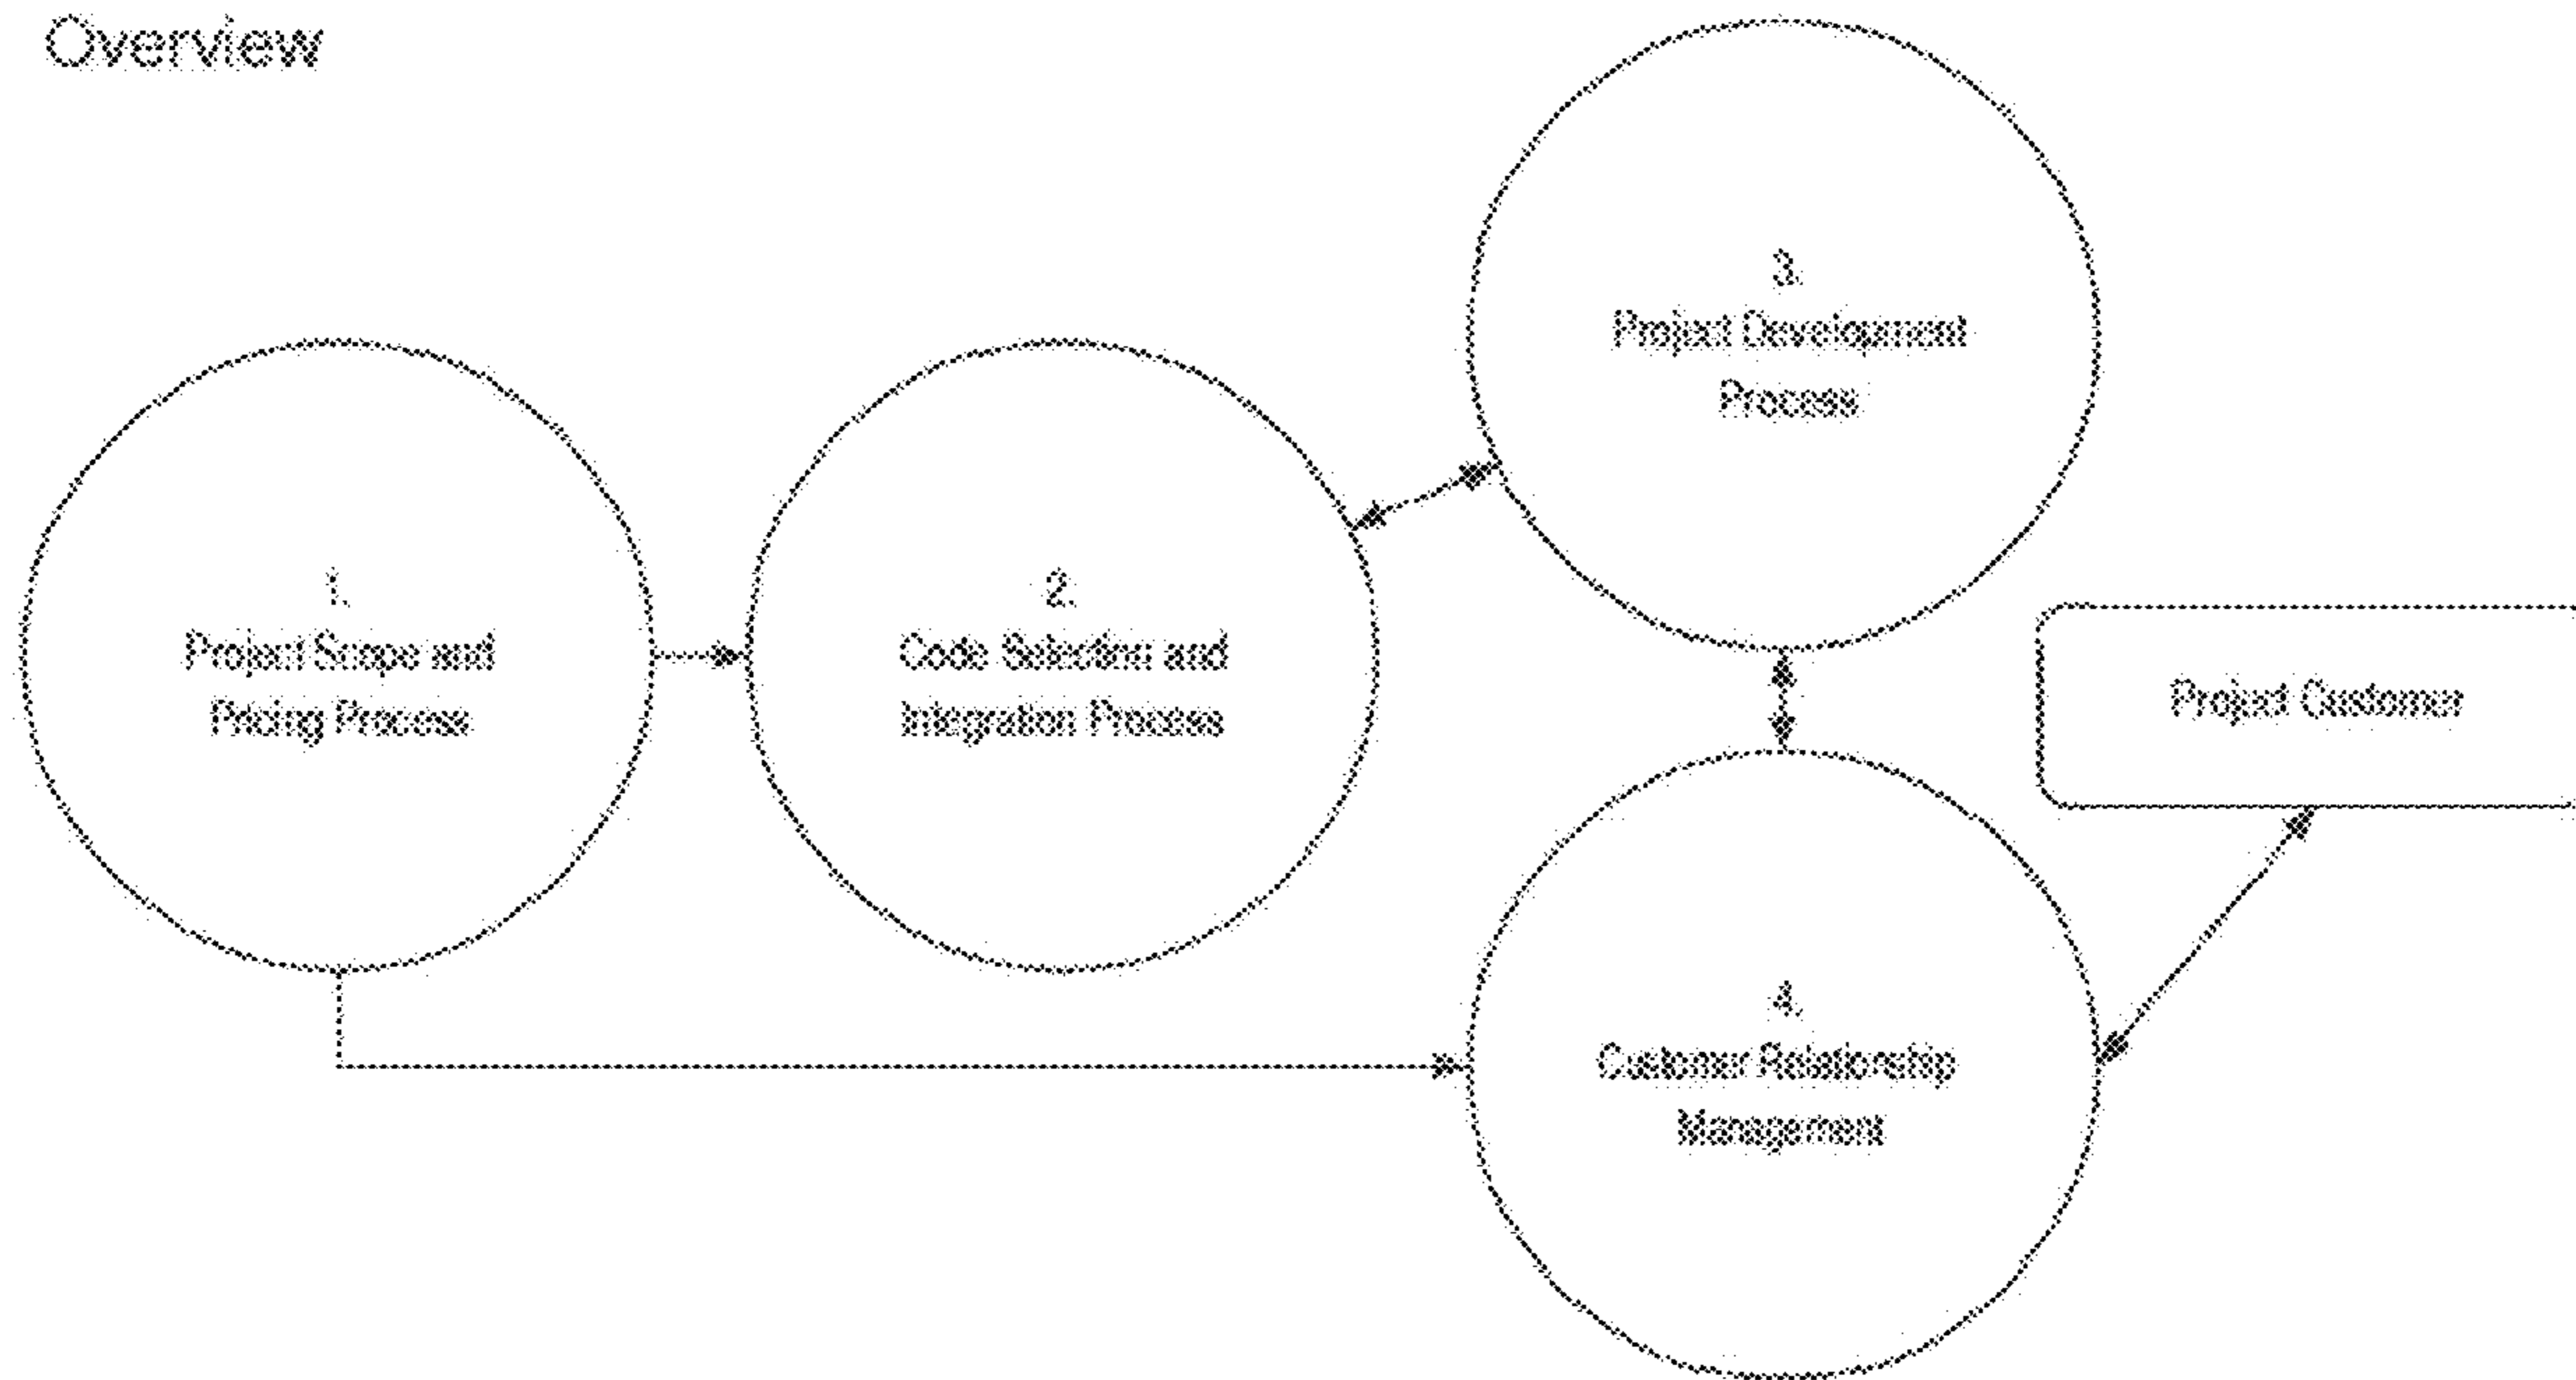 Overview
1.
Project Scope and
Pricing Process
2.
Code Selection and
Integration Process
3.
Project Development
Process
Project Customer
4.
Customer Relationship
Management